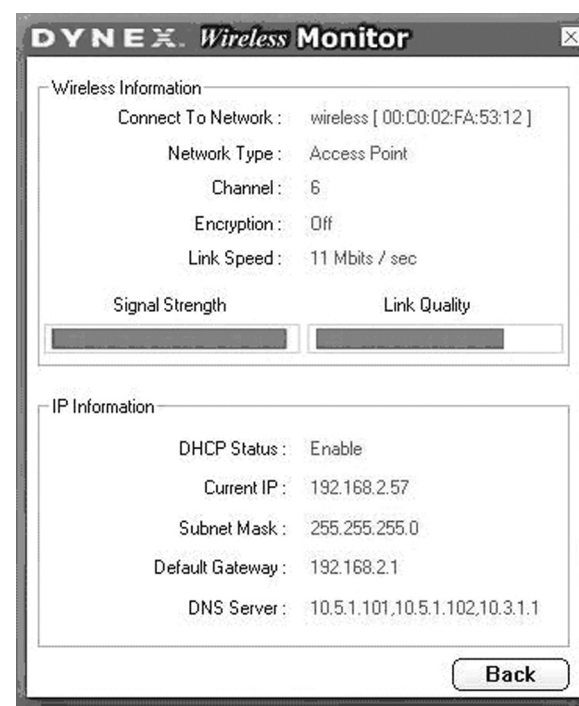 DYNEX. Wireless Monitor
Wireless Information
Connect To Network : wireless [ 00:C0:02:FA:53:12 ]
Network Type : Access Point
Channel : 6
Encryption : Off
Link Speed : 11 Mbits / sec
Signal Strength Link Quality
IP Information
DHCP Status : Enable
Current IP : 192.168.2.57
Subnet Mask : 255.255.255.0
Default Gateway : 192.168.2.1
DNS Server : 10.5.1.101,10.5.1.102,10.3.1.1
Back